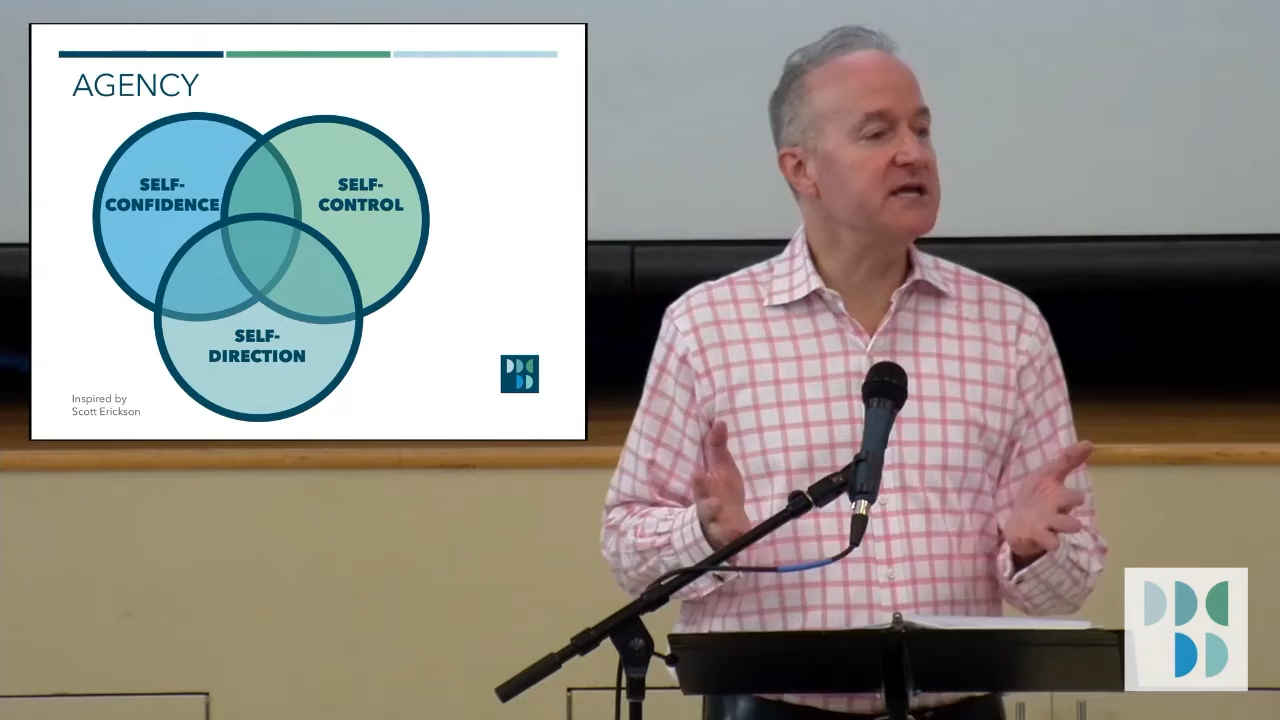 AGENCY
SELF-
CONFIDENCE
SELF-
CONTROL
SELF-
DIRECTION
Inspired by
Scott Erickson